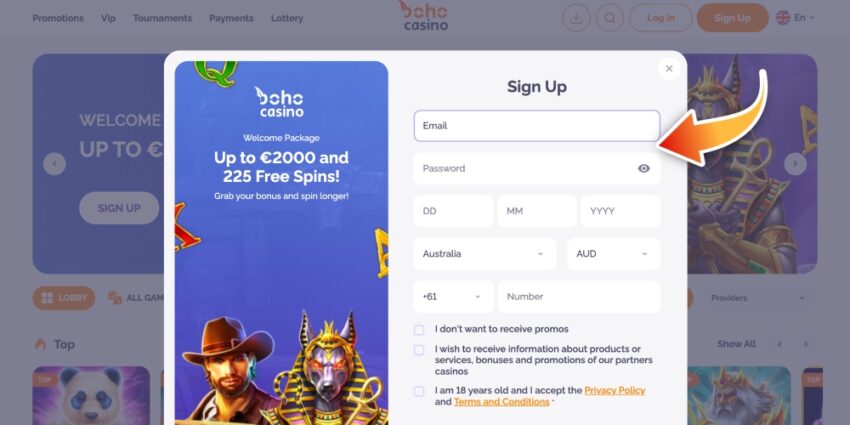 Promotions Vip Tournaments Payments Lottery
boho
casino
Log In
Sign Up
En
WELCOME
UP TO €
SIGN UP
boho
casino
Welcome Package
Up to €2000 and
225 Free Spins!
Grab your bonus and spin longer!
Sign Up
Email
Password
DD MM YYYY
Australia AUD
+61 Number
I don't want to receive promos
I wish to receive information about products or
services, bonuses and promotions of our partners
casinos
I am 18 years old and I accept the Privacy Policy
and Terms and Conditions *
LOBBY
ALL GAM
Providers
Top
Show All
TOP
TOP